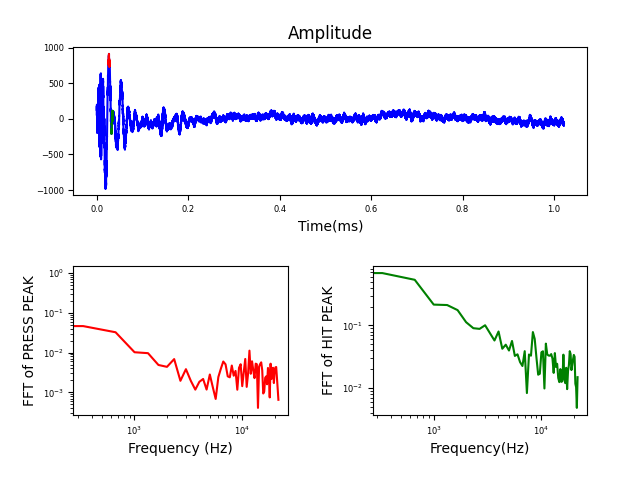 Amplitude
1000
500
0
−500
−1000
0.0 0.2 0.4 0.6 0.8 1.0
Time(ms)
FFT of PRESS PEAK
10⁰
10⁻¹
10⁻²
10⁻³
10³ 10⁴
Frequency (Hz)
FFT of HIT PEAK
10⁻¹
10⁻²
10³ 10⁴
Frequency(Hz)